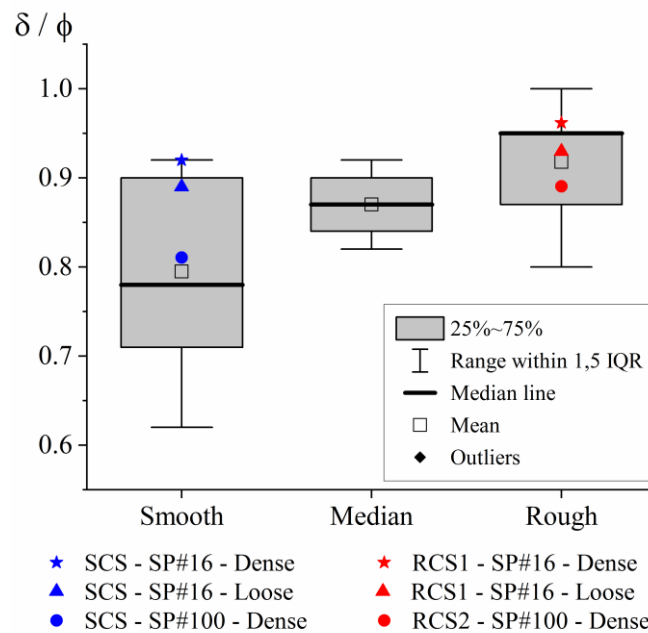 δ / ϕ
1.0
0.9
0.8
0.7
0.6
25%~75%
Range within 1,5 IQR
Median line
Mean
Outliers
Smooth Median Rough
SCS - SP#16 - Dense RCS1 - SP#16 - Dense
SCS - SP#16 - Loose RCS1 - SP#16 - Loose
SCS - SP#100 - Dense RCS2 - SP#100 - Dense